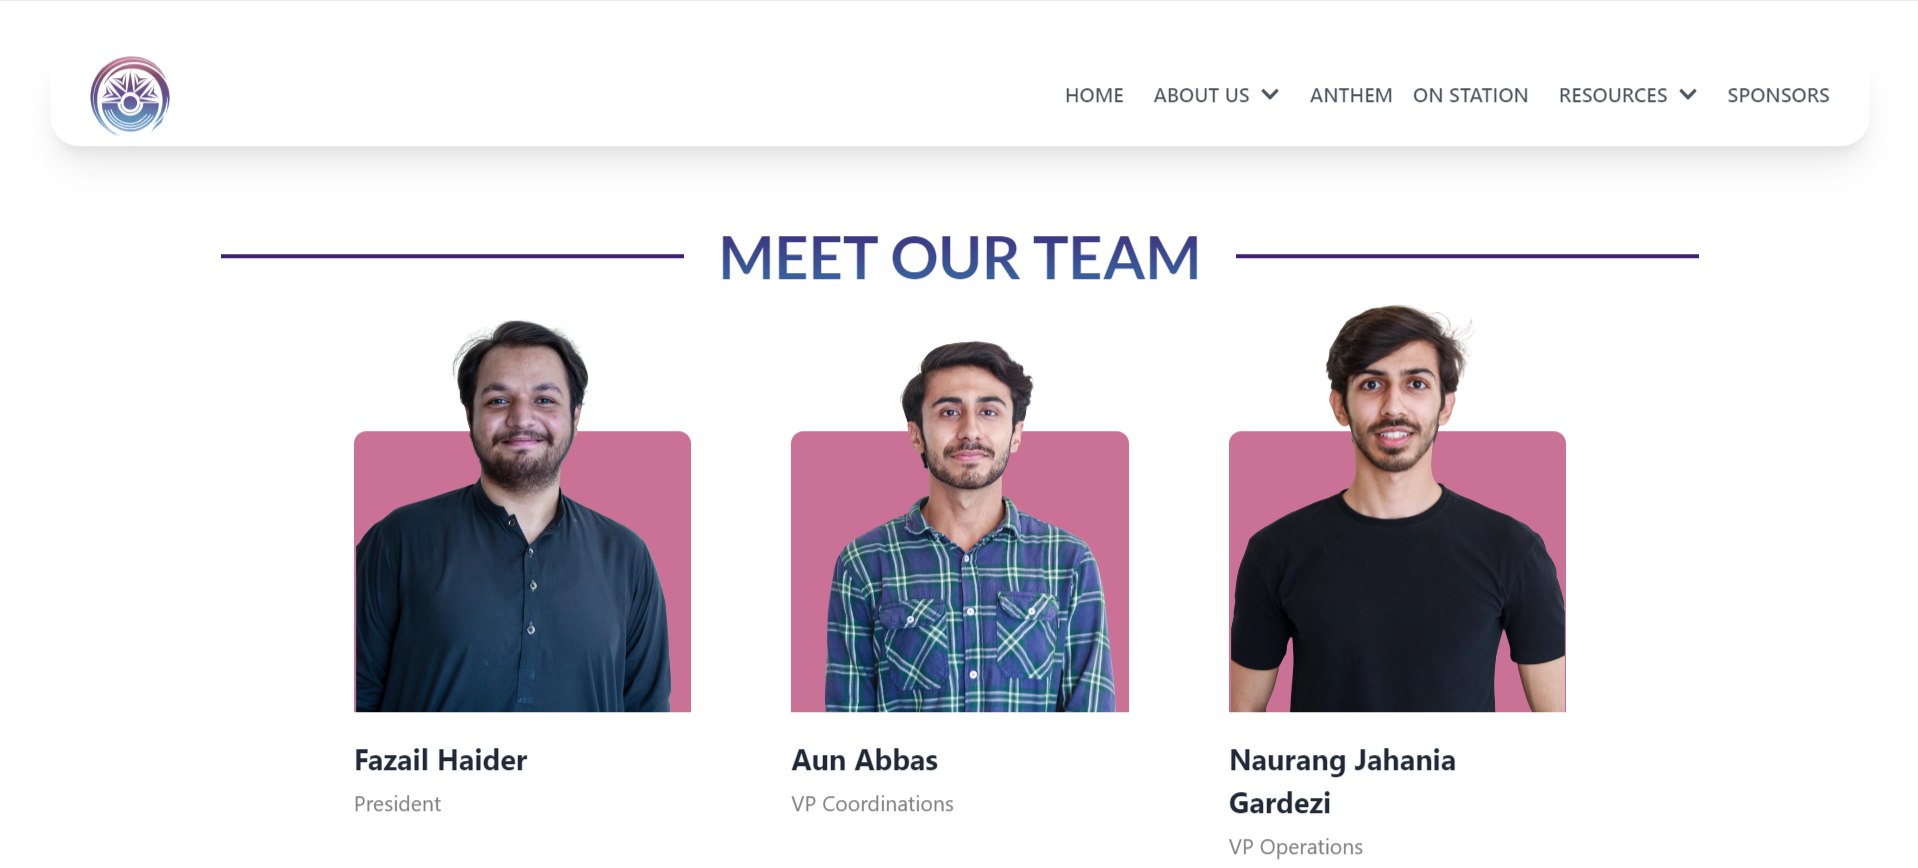 HOME ABOUT US ANTHEM ON STATION RESOURCES SPONSORS
MEET OUR TEAM
Fazail Haider
President
Aun Abbas
VP Coordinations
Naurang Jahania
Gardezi
VP Operations